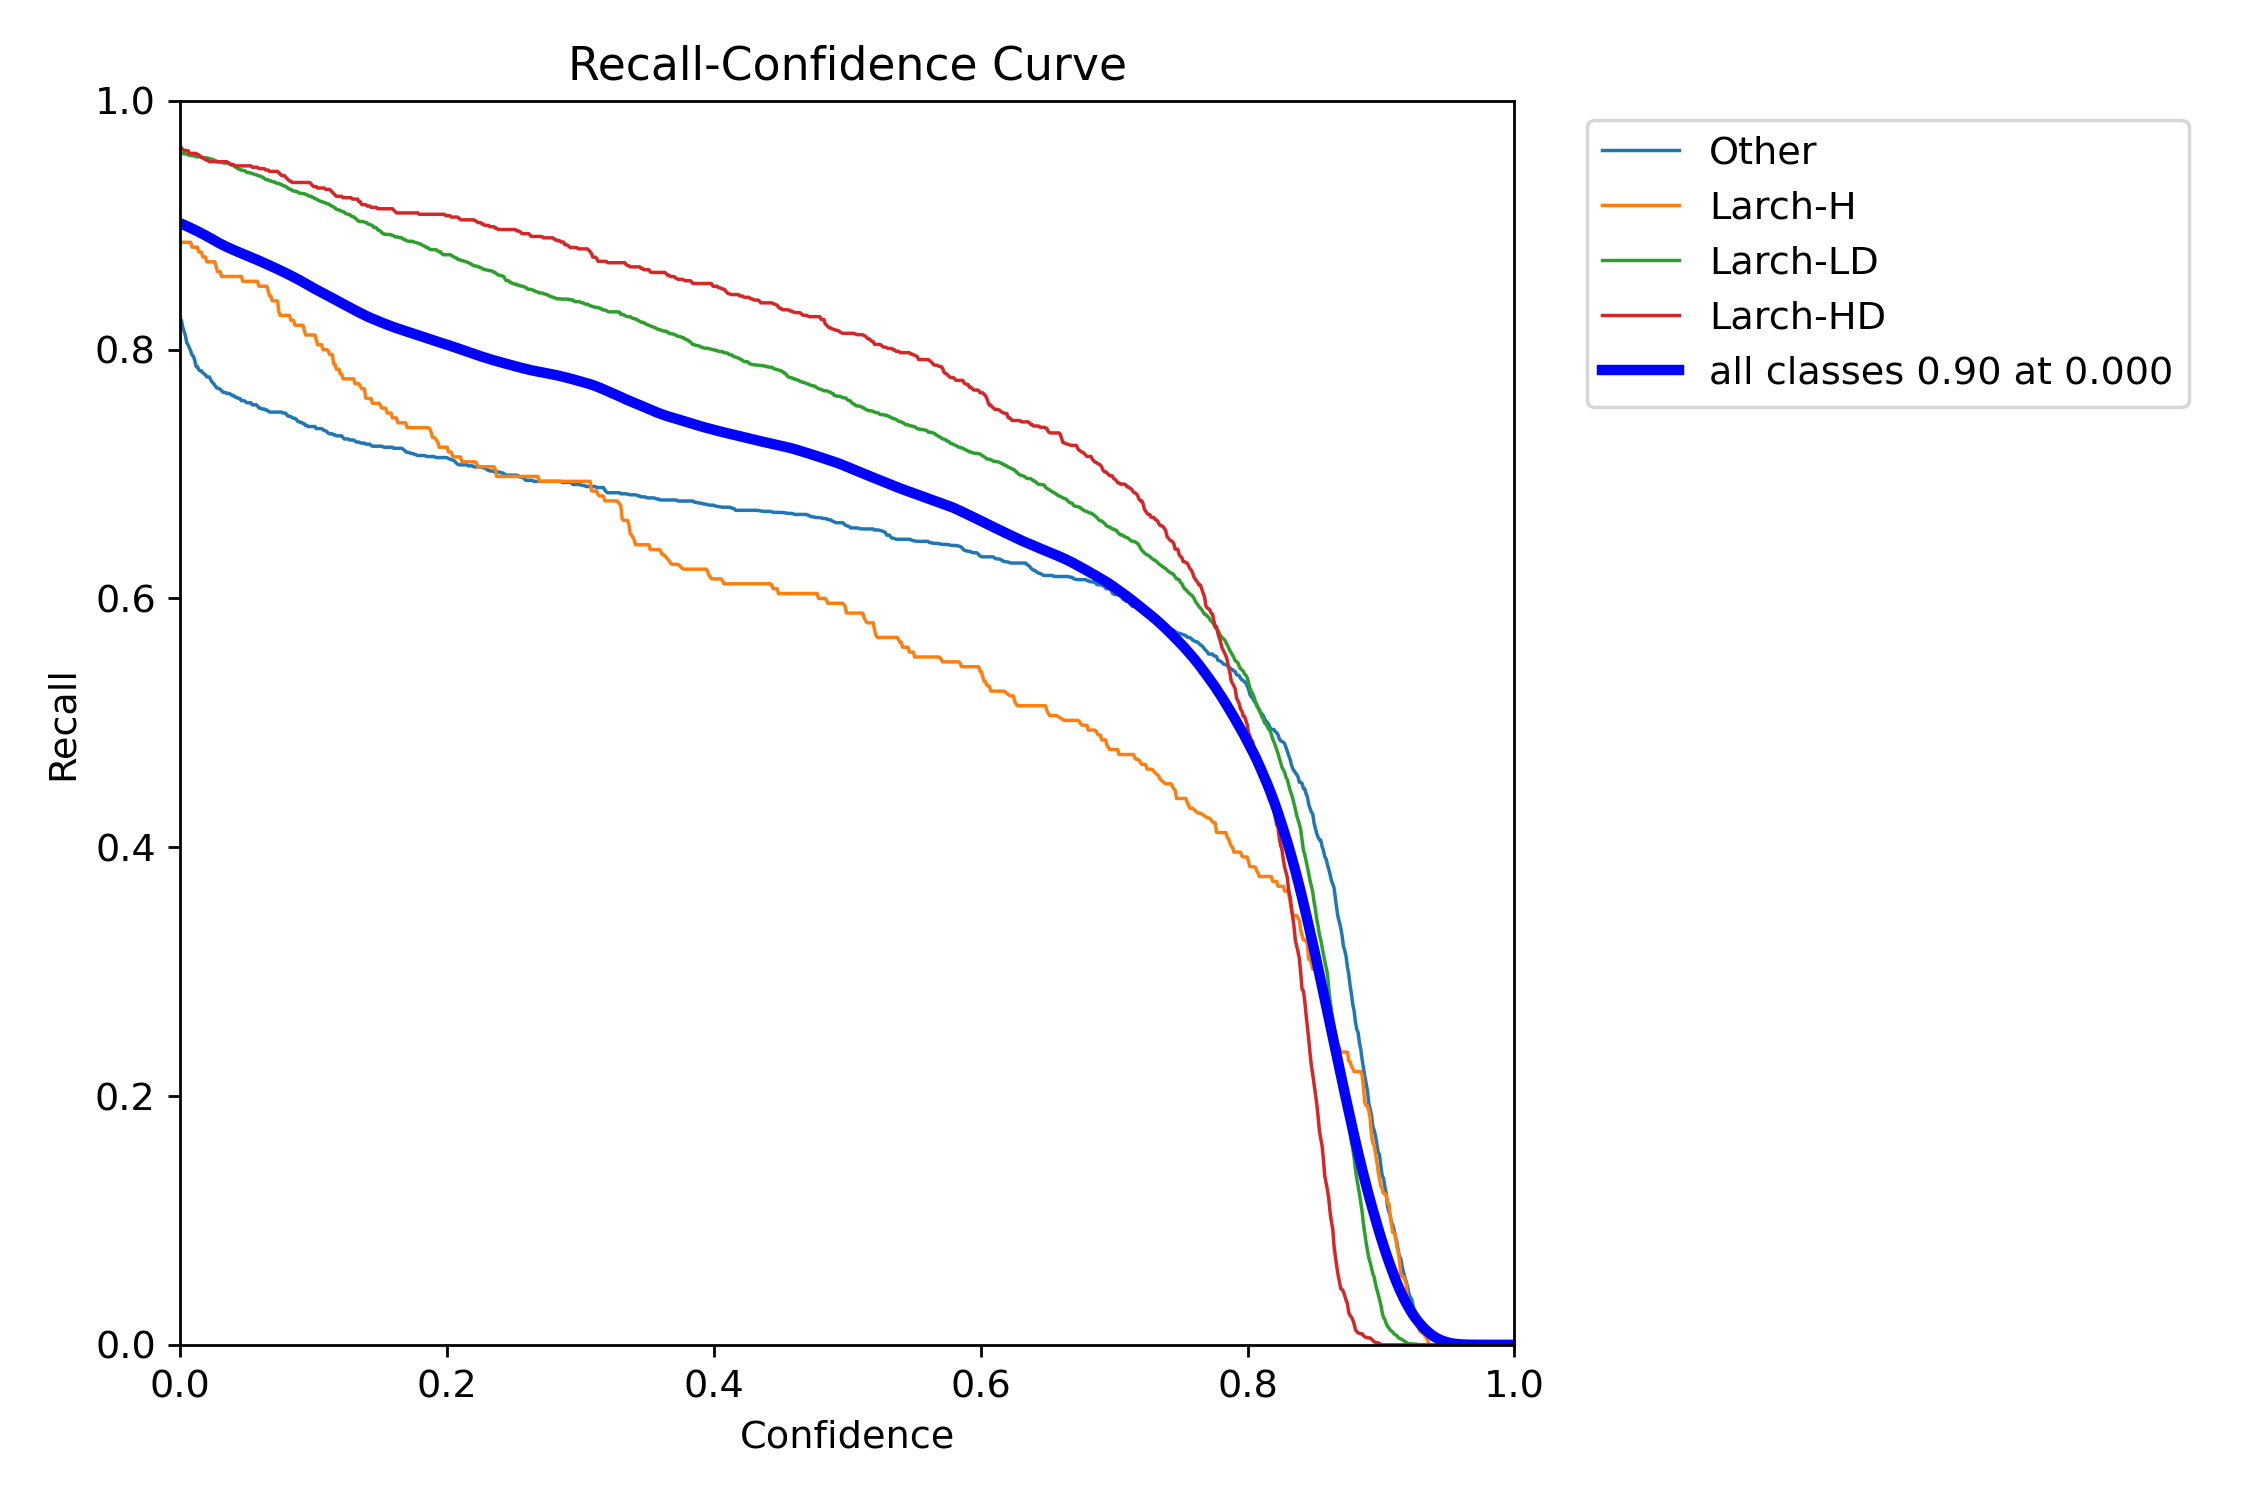 Recall-Confidence Curve
1.0
0.8
0.6
0.4
0.2
0.0
Recall
0.0 0.2 0.4 0.6 0.8 1.0
Confidence
Other
Larch-H
Larch-LD
Larch-HD
all classes 0.90 at 0.000